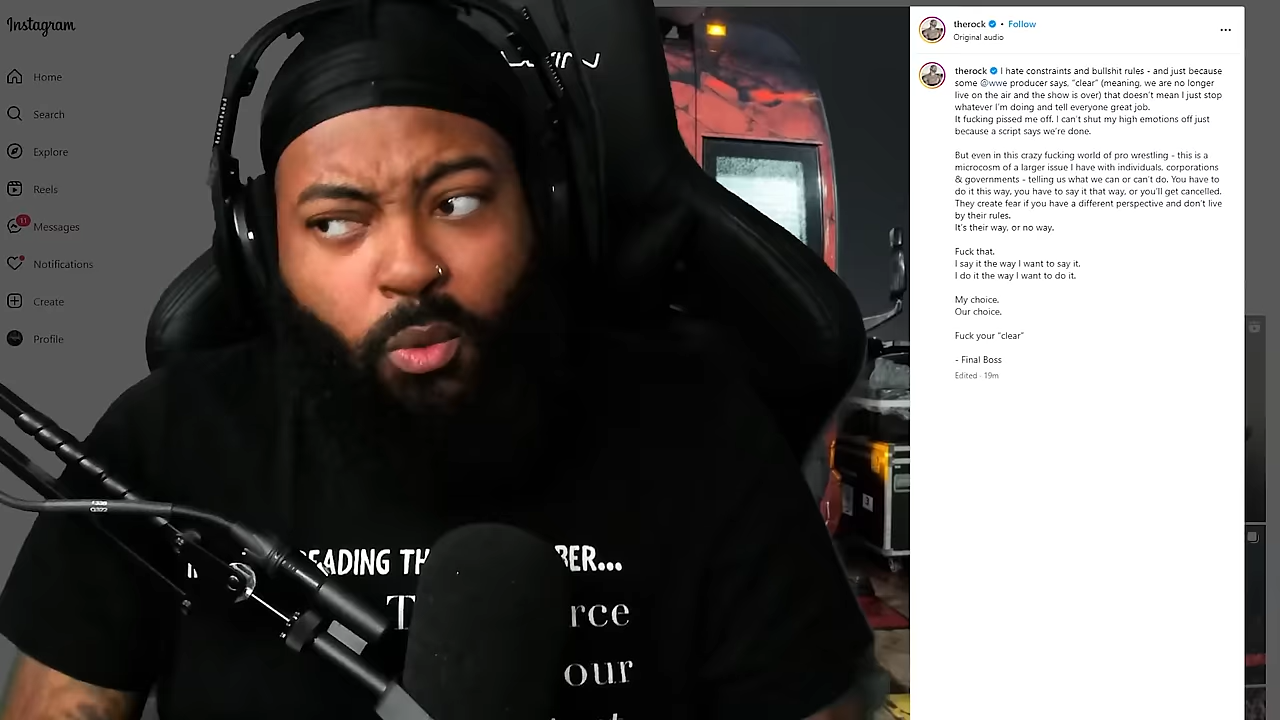 Instagram
Home
Search
Explore
Reels
11
Messages
Notifications
Create
Profile
therock • Follow
Original audio
therock I hate constraints and bullshit rules - and just because
some @wwe producer says, “clear” (meaning, we are no longer
live on the air and the show is over) that doesn’t mean I just stop
whatever I’m doing and tell everyone great job.
It fucking pissed me off. I can’t shut my high emotions off just
because a script says we’re done.
But even in this crazy fucking world of pro wrestling - this is a
microcosm of a larger issue I have with individuals, corporations
& governments - telling us what we can or can’t do. You have to
do it this way, you have to say it that way, or you’ll get cancelled.
They create fear if you have a different perspective and don’t live
by their rules.
It’s their way, or no way.
Fuck that.
I say it the way I want to say it.
I do it the way I want to do it.
My choice.
Our choice.
Fuck your “clear”
- Final Boss
Edited · 19m
EADING TH BER...
T rce
our
3